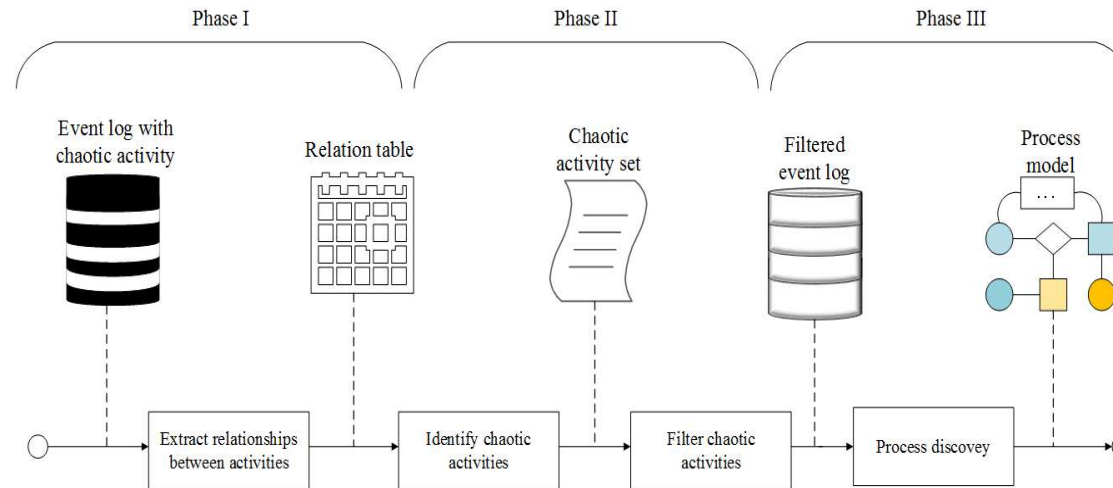 Phase I
Phase II
Phase III
Event log with
chaotic activity
Relation table
Chaotic
activity set
Filtered
event log
Process
model
...
Extract relationships
between activities
Identify chaotic
activities
Filter chaotic
activities
Process discovey